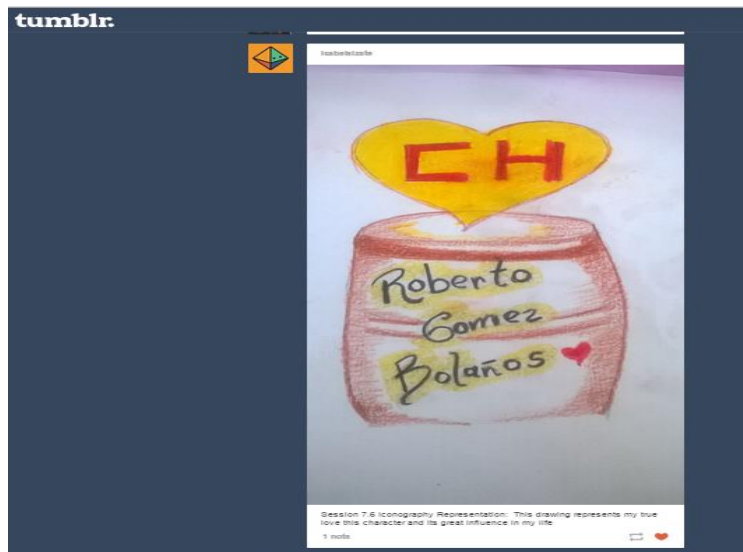 tumblr.
CH
Roberto
Gomez
Bolaños
Session 7.6 Iconography Representation: This drawing represents my true
love this character and its great influence in my life
1 note